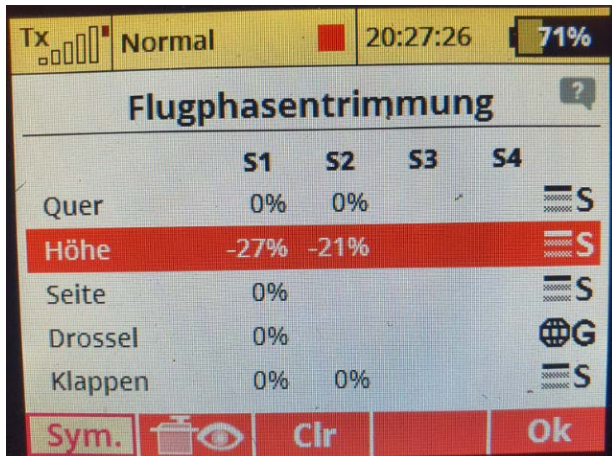 Tx Normal 20:27:26 71%
Flugphasentrimmung ?
S1 S2 S3 S4
Quer 0% 0% S
Höhe -27% -21% S
Seite 0% S
Drossel 0% G
Klappen 0% 0% S
Sym. Clr Ok